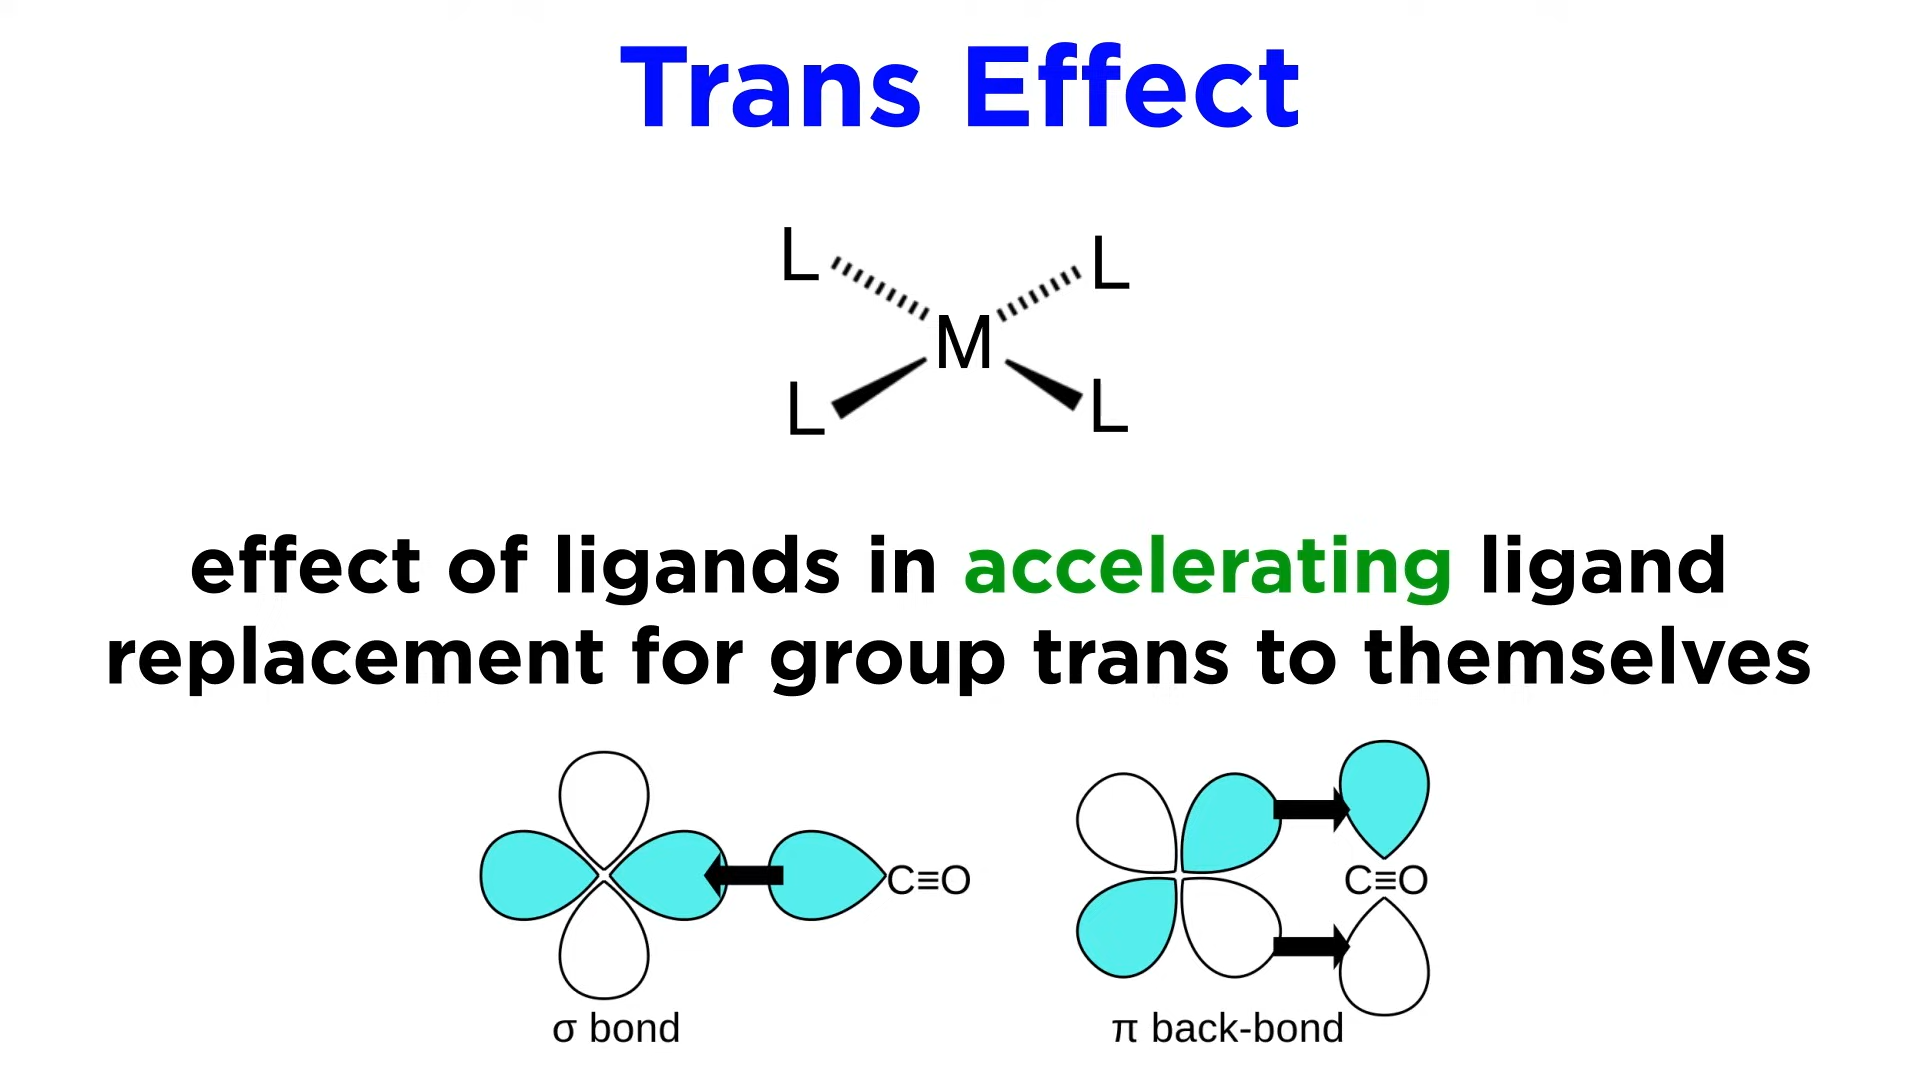 Trans Effect
L L
M
L L
effect of ligands in accelerating ligand
replacement for group trans to themselves
C≡O C≡O
σ bond π back-bond